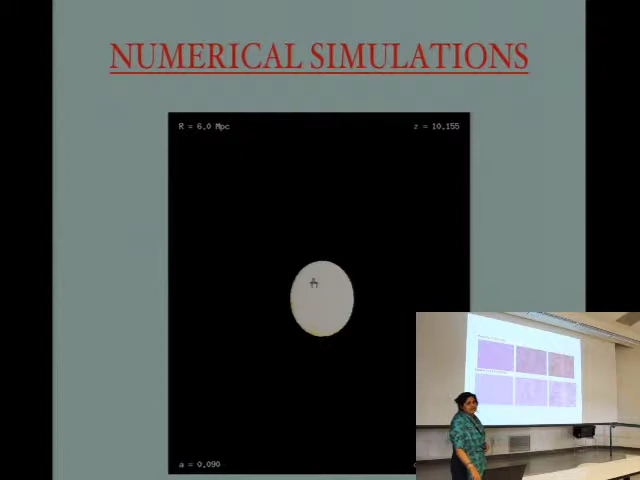 NUMERICAL SIMULATIONS
R = 6.0 Mpc
z = 10.155
a = 0.090